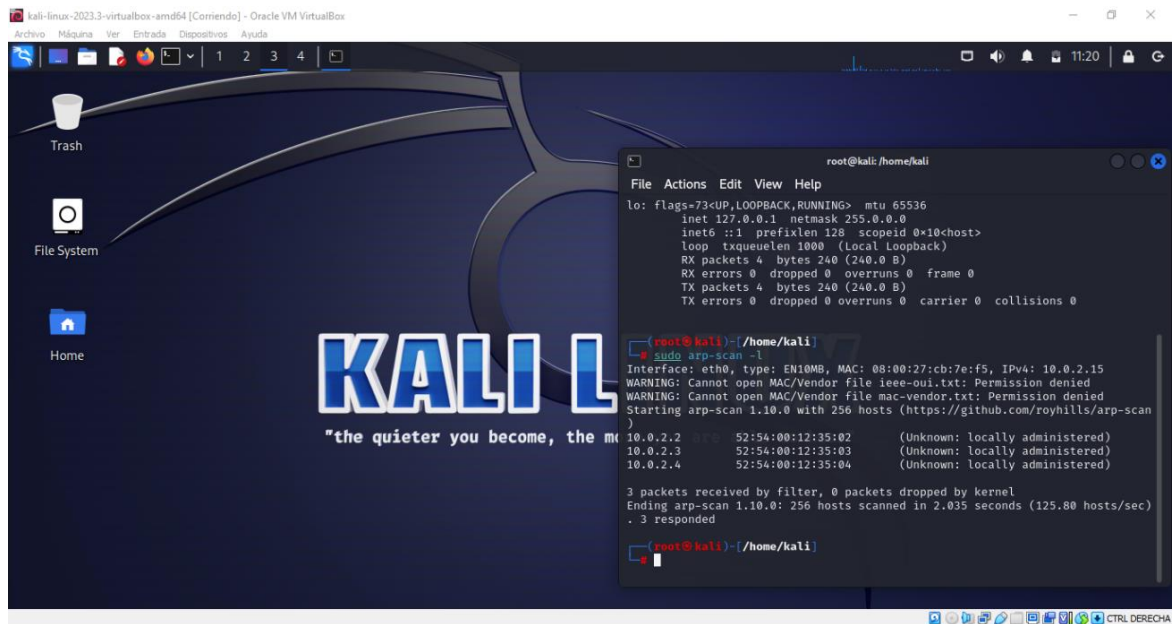 kali-linux-2023.3-virtualbox-amd64 [Corriendo] - Oracle VM VirtualBox
Archivo Máquina Ver Entrada Dispositivos Ayuda
1 2 3 4 11:20
Trash
File System
Home
KALI L
"the quieter you become, the mo
root@kali: /home/kali
File Actions Edit View Help
lo: flags=73<UP,LOOPBACK,RUNNING> mtu 65536
inet 127.0.0.1 netmask 255.0.0.0
inet6 ::1 prefixlen 128 scopeid 0×10<host>
loop txqueuelen 1000 (Local Loopback)
RX packets 4 bytes 240 (240.0 B)
RX errors 0 dropped 0 overruns 0 frame 0
TX packets 4 bytes 240 (240.0 B)
TX errors 0 dropped 0 overruns 0 carrier 0 collisions 0
(root㉿kali)-[/home/kali]
# sudo arp-scan -l
Interface: eth0, type: EN10MB, MAC: 08:00:27:cb:7e:f5, IPv4: 10.0.2.15
WARNING: Cannot open MAC/Vendor file ieee-oui.txt: Permission denied
WARNING: Cannot open MAC/Vendor file mac-vendor.txt: Permission denied
Starting arp-scan 1.10.0 with 256 hosts (https://github.com/royhills/arp-scan
)
10.0.2.2 52:54:00:12:35:02 (Unknown: locally administered)
10.0.2.3 52:54:00:12:35:03 (Unknown: locally administered)
10.0.2.4 52:54:00:12:35:04 (Unknown: locally administered)
3 packets received by filter, 0 packets dropped by kernel
Ending arp-scan 1.10.0: 256 hosts scanned in 2.035 seconds (125.80 hosts/sec)
. 3 responded
(root㉿kali)-[/home/kali]
#
CTRL DERECHA